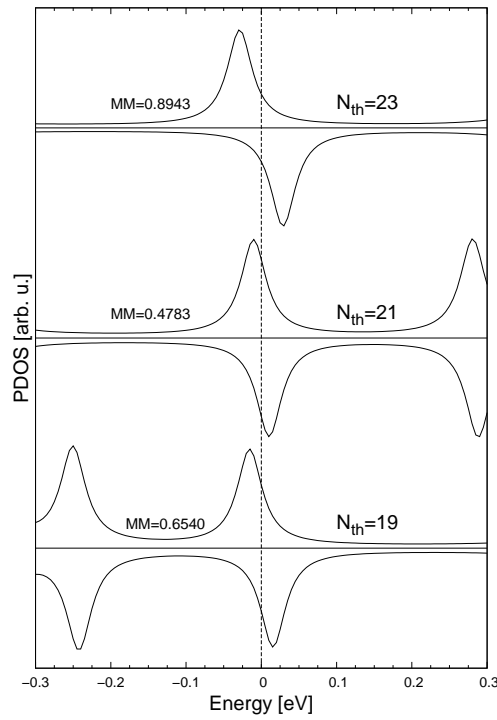 MM=0.8943 N_th=23
MM=0.4783 N_th=21
PDOS [arb. u.]
MM=0.6540 N_th=19
−0.3 −0.2 −0.1 0 0.1 0.2 0.3
Energy [eV]